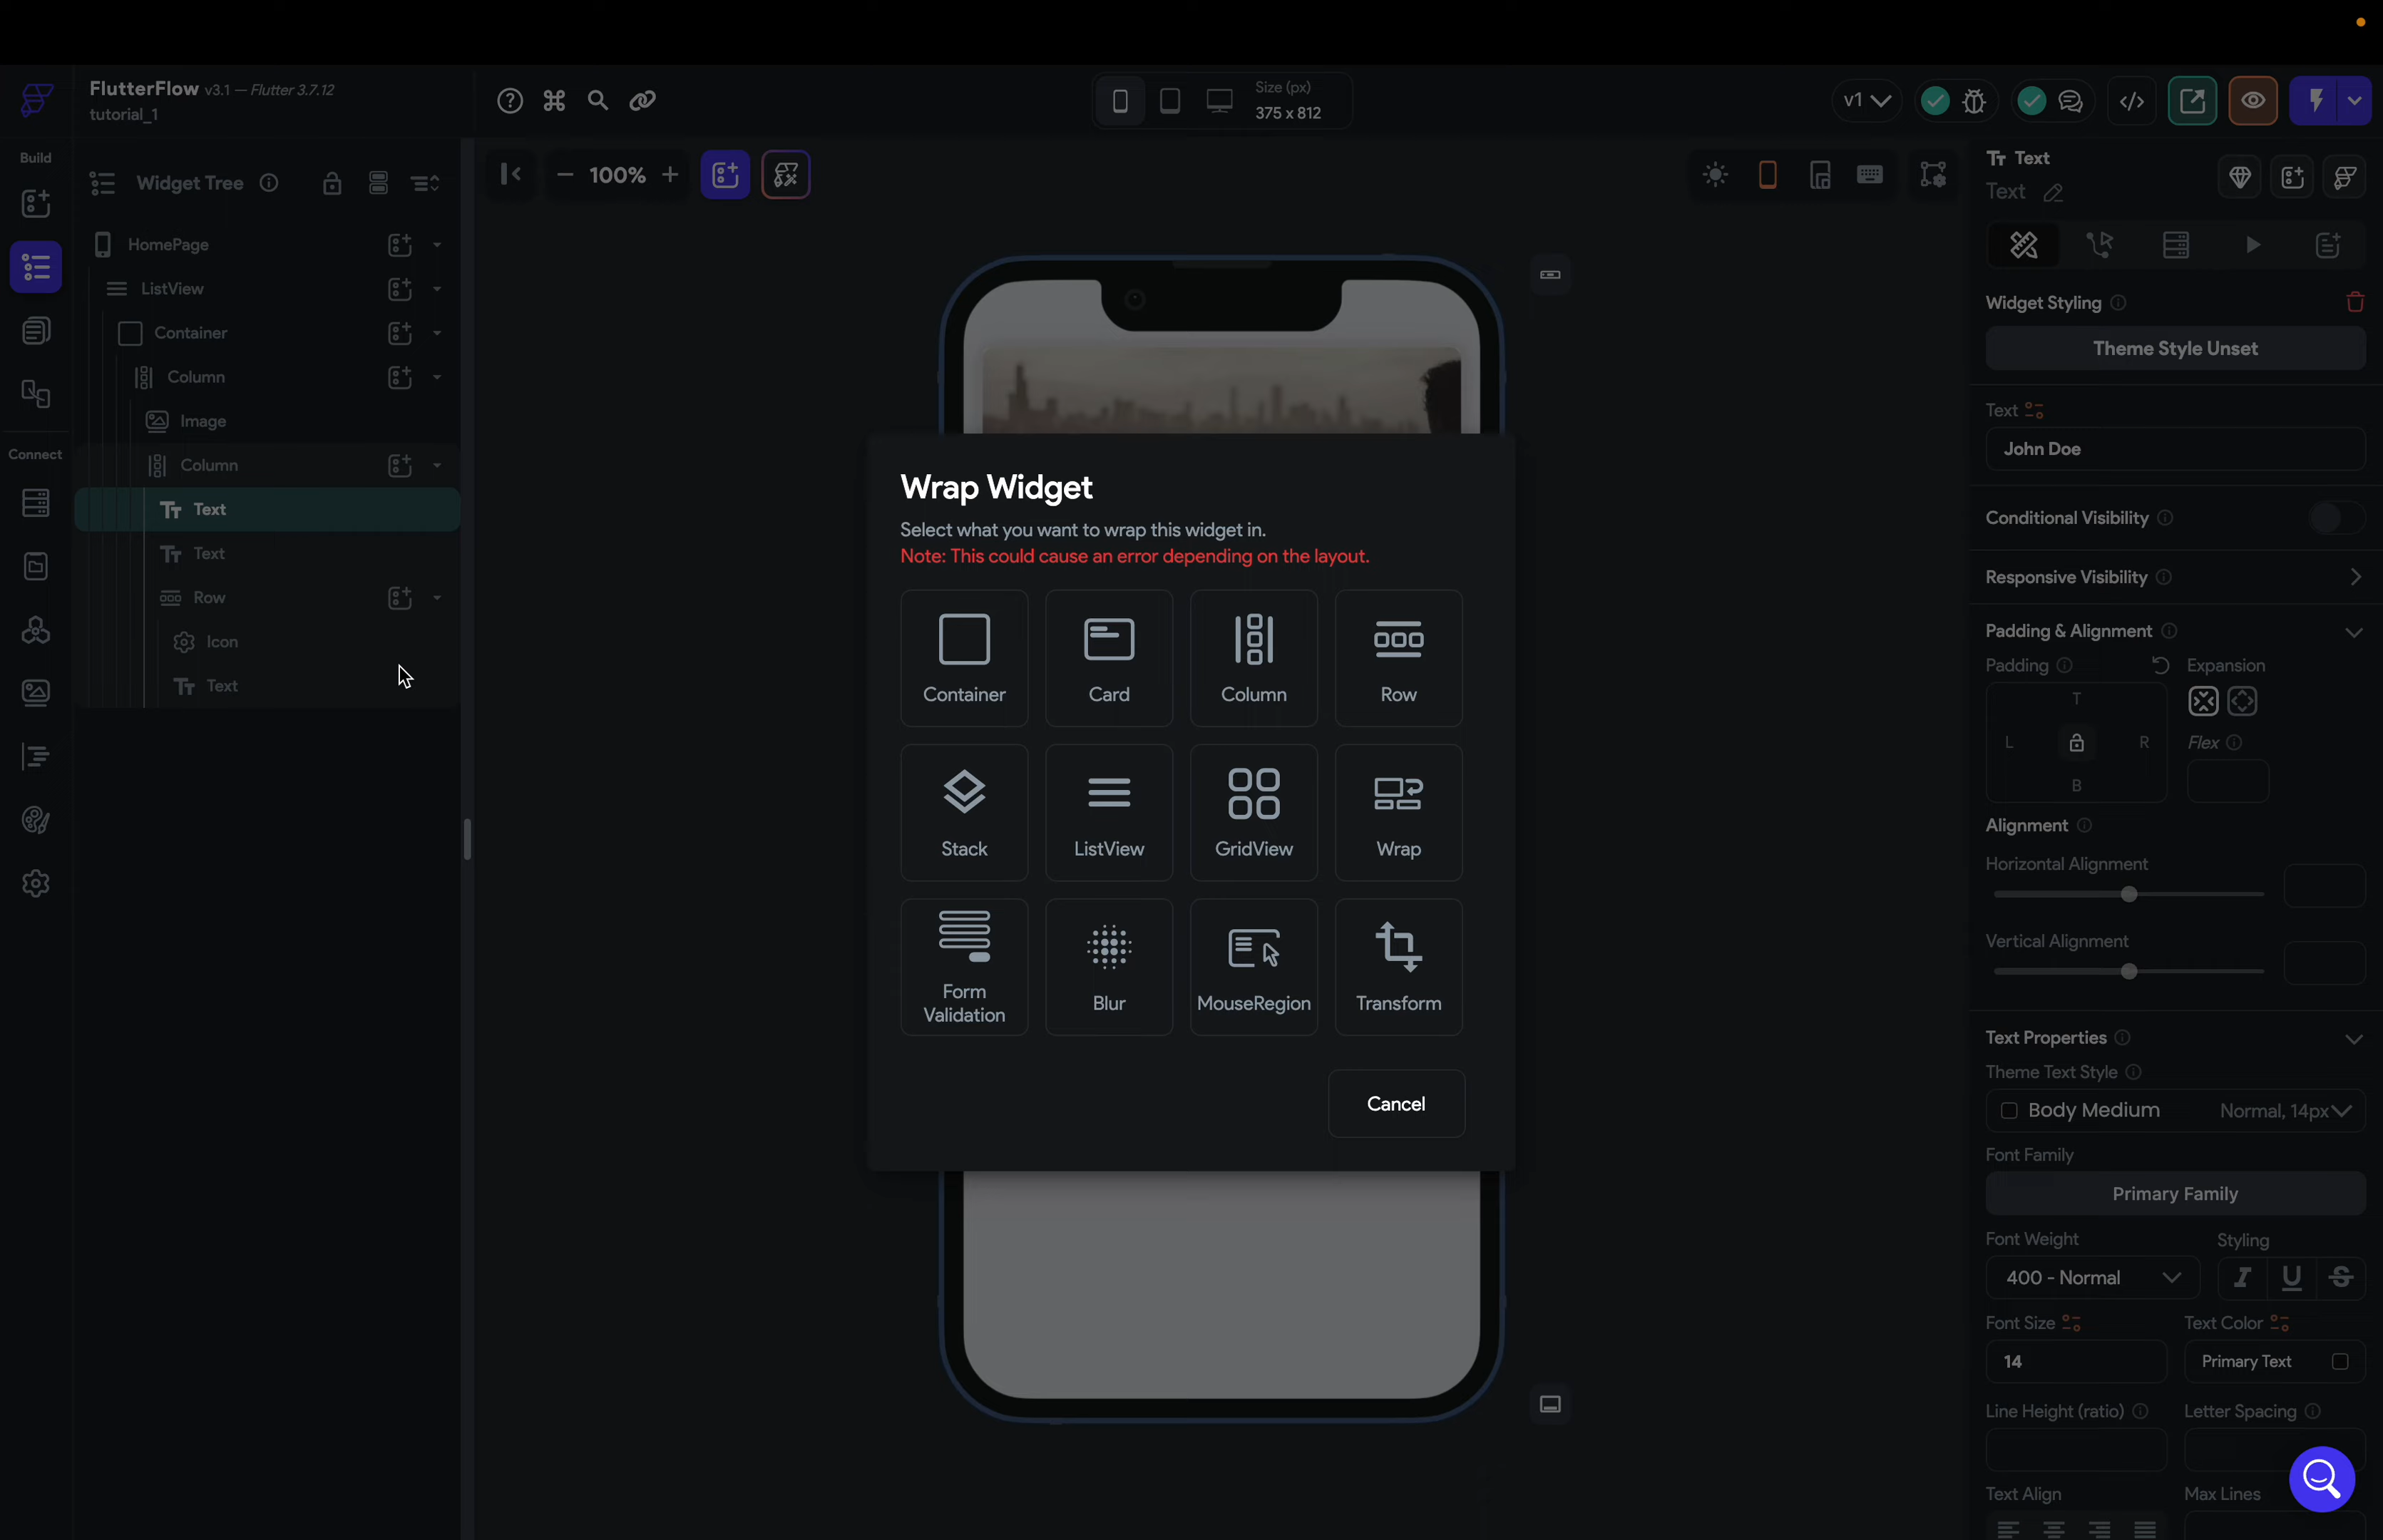 FlutterFlow v3.1 — Flutter 3.7.12
tutorial_1
Size (px)
375 x 812
v1
Build
Connect
Widget Tree
HomePage
ListView
Container
Column
Image
Column
Text
Text
Row
Icon
Text
100%
Wrap Widget
Select what you want to wrap this widget in.
Note: This could cause an error depending on the layout.
Container
Card
Column
Row
Stack
ListView
GridView
Wrap
Form
Validation
Blur
MouseRegion
Transform
Cancel
Text
Text
Widget Styling
Theme Style Unset
Text
John Doe
Conditional Visibility
Responsive Visibility
Padding & Alignment
Padding
Expansion
T
L
R
B
Flex
Alignment
Horizontal Alignment
Vertical Alignment
Text Properties
Theme Text Style
Body Medium Normal, 14px
Font Family
Primary Family
Font Weight
Styling
400 - Normal
Font Size
Text Color
14
Primary Text
Line Height (ratio)
Letter Spacing
Text Align
Max Lines